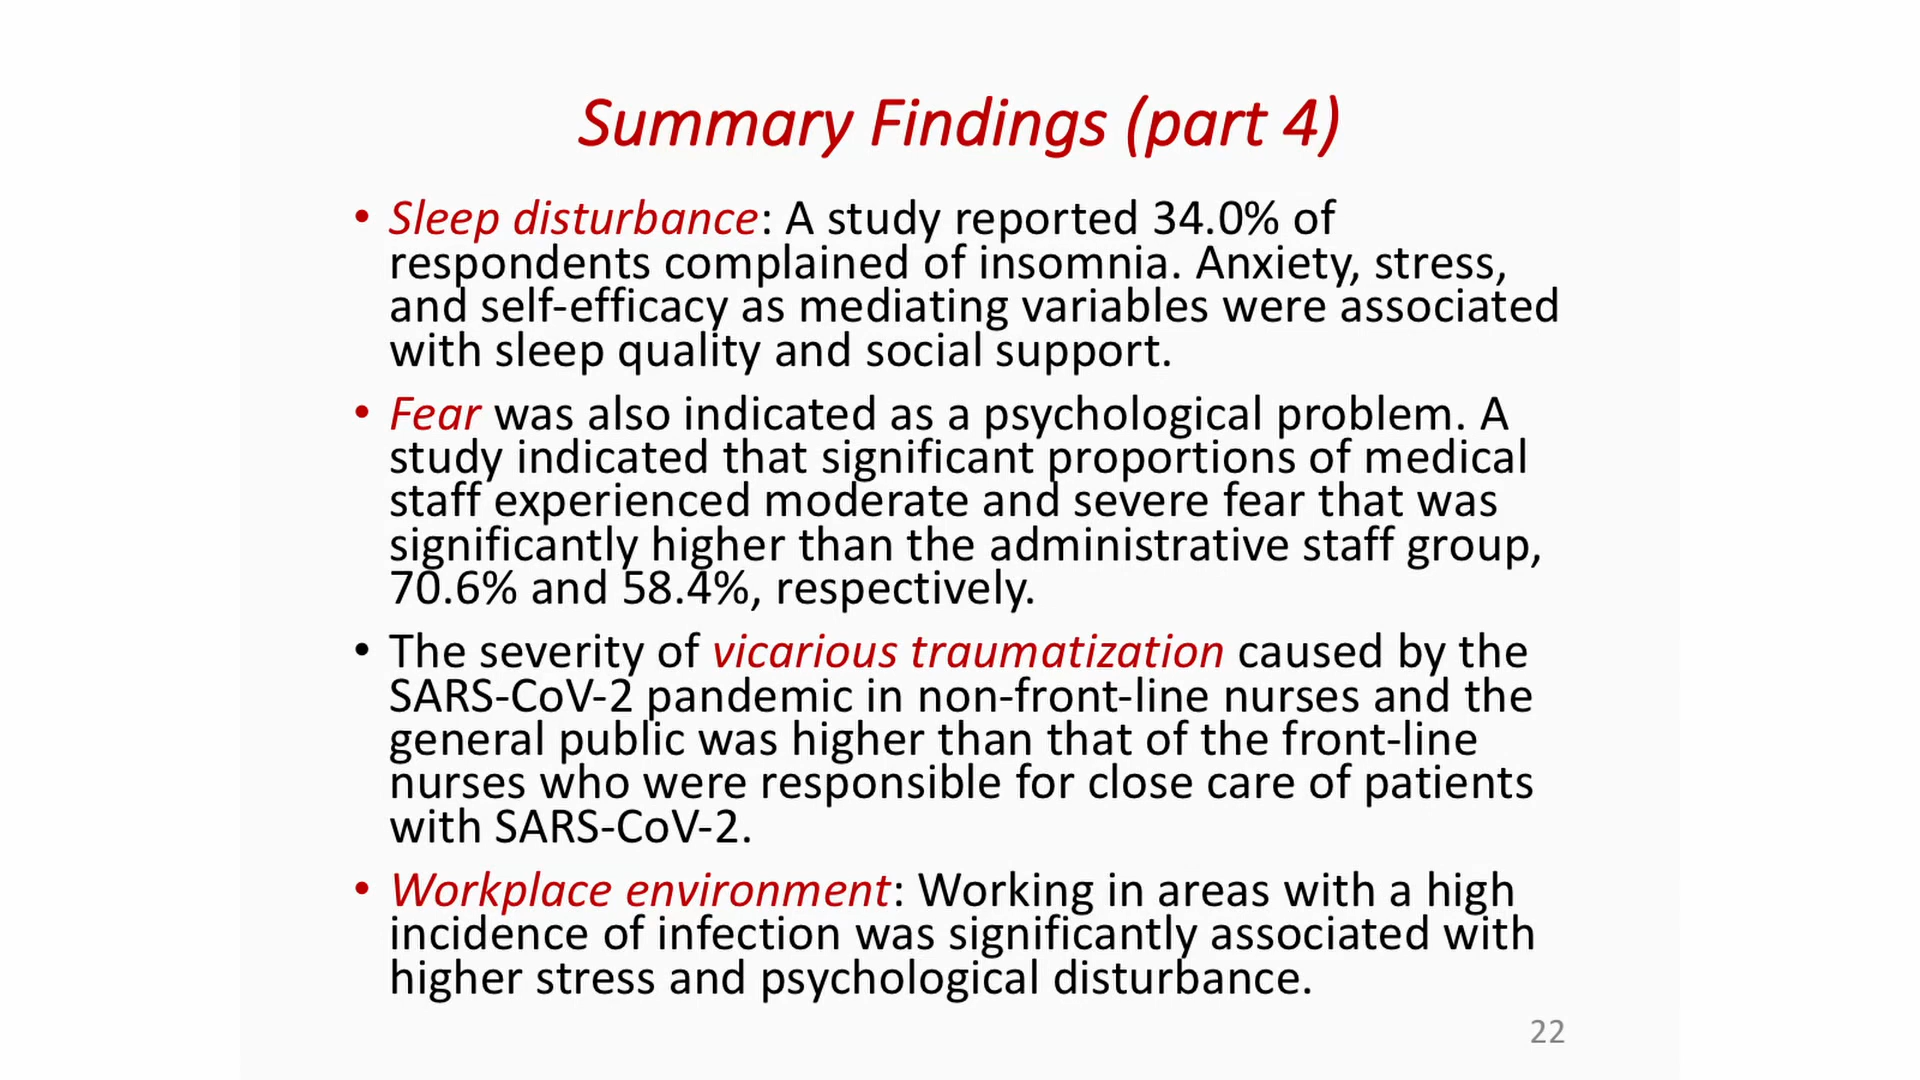 Summary Findings (part 4)
• Sleep disturbance: A study reported 34.0% of
respondents complained of insomnia. Anxiety, stress,
and self-efficacy as mediating variables were associated
with sleep quality and social support.
• Fear was also indicated as a psychological problem. A
study indicated that significant proportions of medical
staff experienced moderate and severe fear that was
significantly higher than the administrative staff group,
70.6% and 58.4%, respectively.
• The severity of vicarious traumatization caused by the
SARS-CoV-2 pandemic in non-front-line nurses and the
general public was higher than that of the front-line
nurses who were responsible for close care of patients
with SARS-CoV-2.
• Workplace environment: Working in areas with a high
incidence of infection was significantly associated with
higher stress and psychological disturbance.
22